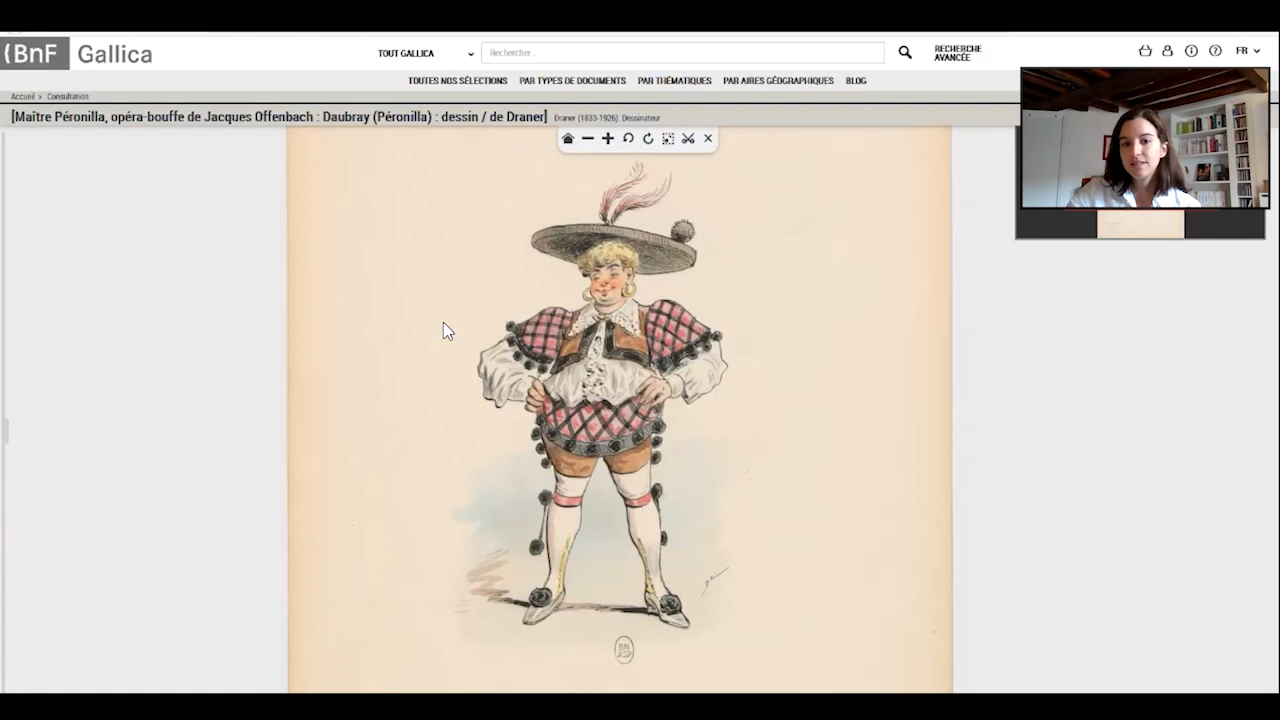 {BnF Gallica
TOUT GALLICA
Rechercher...
RECHERCHE
AVANCÉE
FR
TOUTES NOS SÉLECTIONS PAR TYPES DE DOCUMENTS PAR THÉMATIQUES PAR AIRES GÉOGRAPHIQUES BLOG
Accueil > Consultation
[Maître Péronilla, opéra-bouffe de Jacques Offenbach : Daubray (Péronilla) : dessin / de Draner] Draner (1833-1926). Dessinateur
BN
ASP